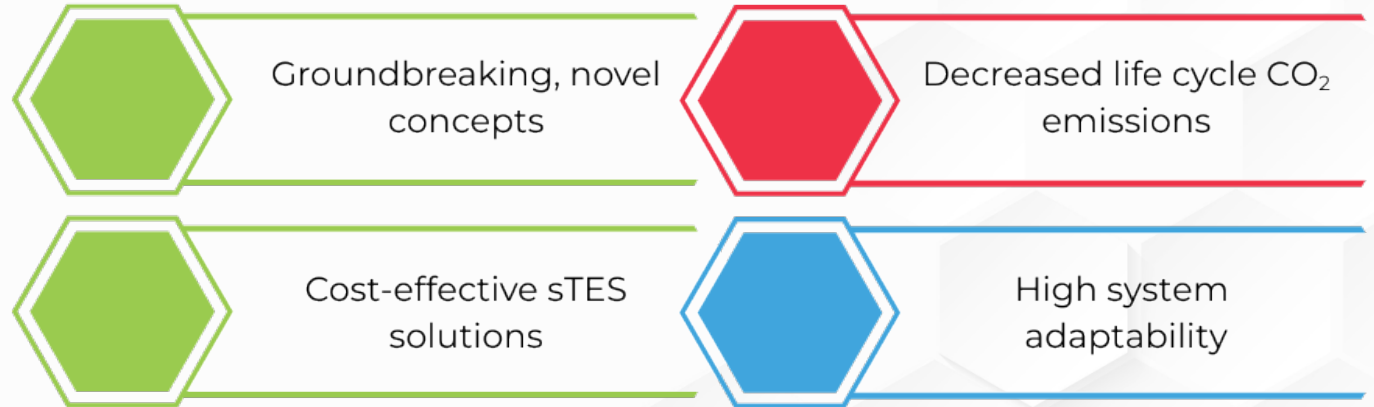 Groundbreaking, novel
concepts
Decreased life cycle CO₂
emissions
Cost-effective sTES
solutions
High system
adaptability